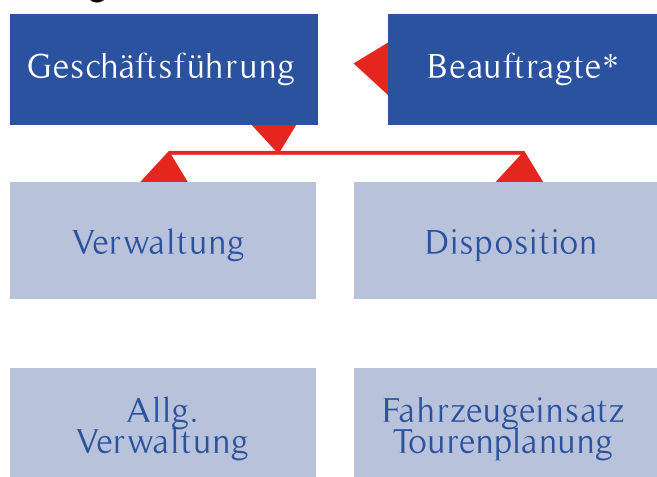 Geschäftsführung
Beauftragte*
Verwaltung
Disposition
Allg.
Verwaltung
Fahrzeugeinsatz
Tourenplanung